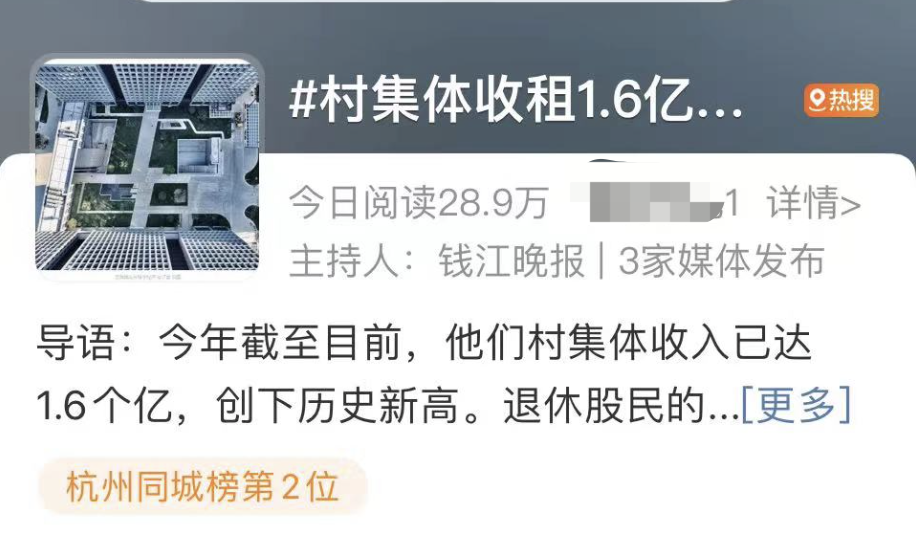 #村集体收租1.6亿...
热搜
今日阅读28.9万 1 详情>
主持人：钱江晚报 | 3家媒体发布
导语：今年截至目前，他们村集体收入已达
1.6个亿，创下历史新高。退休股民的...[更多]
杭州同城榜第2位